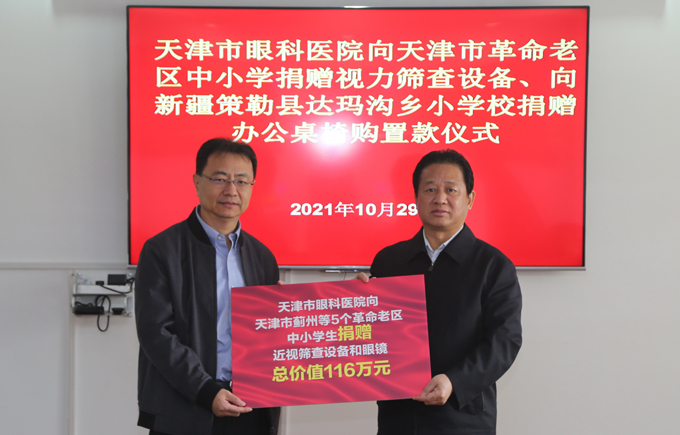 天津市眼科医院向天津市革命老
区中小学捐赠视力筛查设备、向
新疆策勒县达玛沟乡小学校捐赠
办公桌椅购置款仪式
2021年10月29
天津市眼科医院向
天津市蓟州等5个革命老区
中小学生捐赠
近视筛查设备和眼镜
总价值116万元